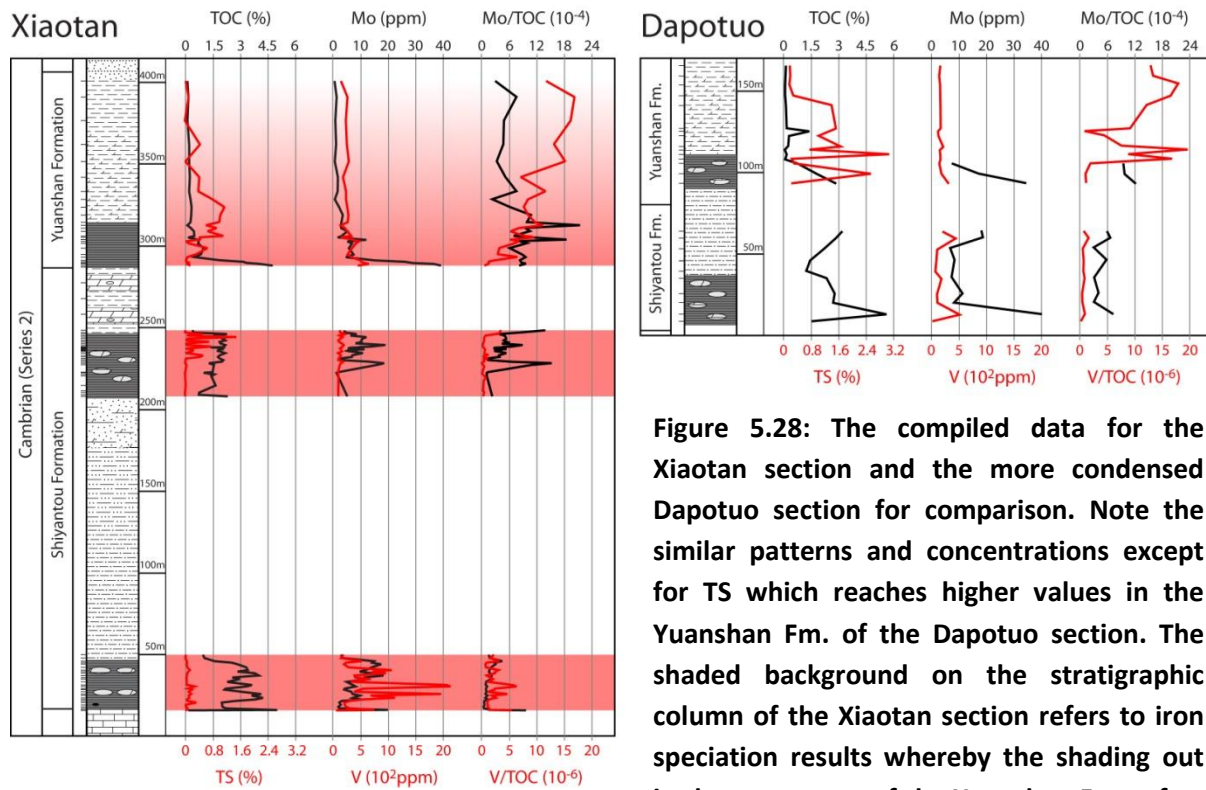 Xiaotan
TOC (%)
Mo (ppm)
Mo/TOC (10-4)
0 1.5 3 4.5 6
0 10 20 30 40
0 6 12 18 24
Cambrian (Series 2)
Yuanshan Formation
Shiyantou Formation
400m
350m
300m
250m
200m
150m
100m
50m
0 0.8 1.6 2.4 3.2
0 5 10 15 20
0 5 10 15 20
TS (%)
V (10²ppm)
V/TOC (10-6)
Dapotuo
TOC (%)
Mo (ppm)
Mo/TOC (10-4)
0 1.5 3 4.5 6
0 10 20 30 40
0 6 12 18 24
Yuanshan Fm.
Shiyantou Fm.
150m
100m
50m
0 0.8 1.6 2.4 3.2
0 5 10 15 20
0 5 10 15 20
TS (%)
V (10²ppm)
V/TOC (10-6)
Figure 5.28: The compiled data for the
Xiaotan section and the more condensed
Dapotuo section for comparison. Note the
similar patterns and concentrations except
for TS which reaches higher values in the
Yuanshan Fm. of the Dapotuo section. The
shaded background on the stratigraphic
column of the Xiaotan section refers to iron
speciation results whereby the shading out